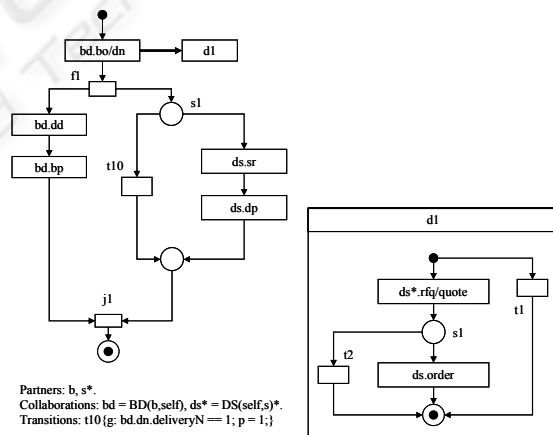 bd.bo/dn
d1
f1
s1
bd.dd
bd.bp
t10
ds.sr
ds.dp
j1
d1
ds*.rfq/quote
t1
s1
t2
ds.order
Partners: b, s*.
Collaborations: bd = BD(b,self), ds* = DS(self,s)*.
Transitions: t10{g: bd.dn.deliveryN == 1; p = 1;}